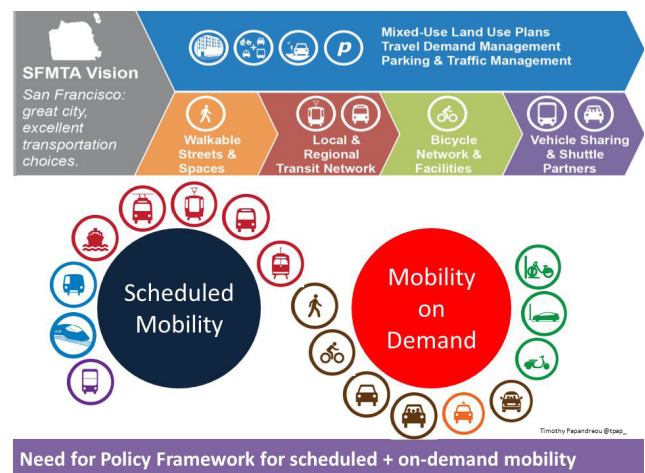 SFMTA Vision
San Francisco:
great city,
excellent
transportation
choices.
P
Mixed-Use Land Use Plans
Travel Demand Management
Parking & Traffic Management
Walkable
Streets &
Spaces
Local &
Regional
Transit Network
Bicycle
Network &
Facilities
Vehicle Sharing
& Shuttle
Partners
Scheduled
Mobility
Mobility
on
Demand
Timothy Papandreou @tpap_
Need for Policy Framework for scheduled + on-demand mobility